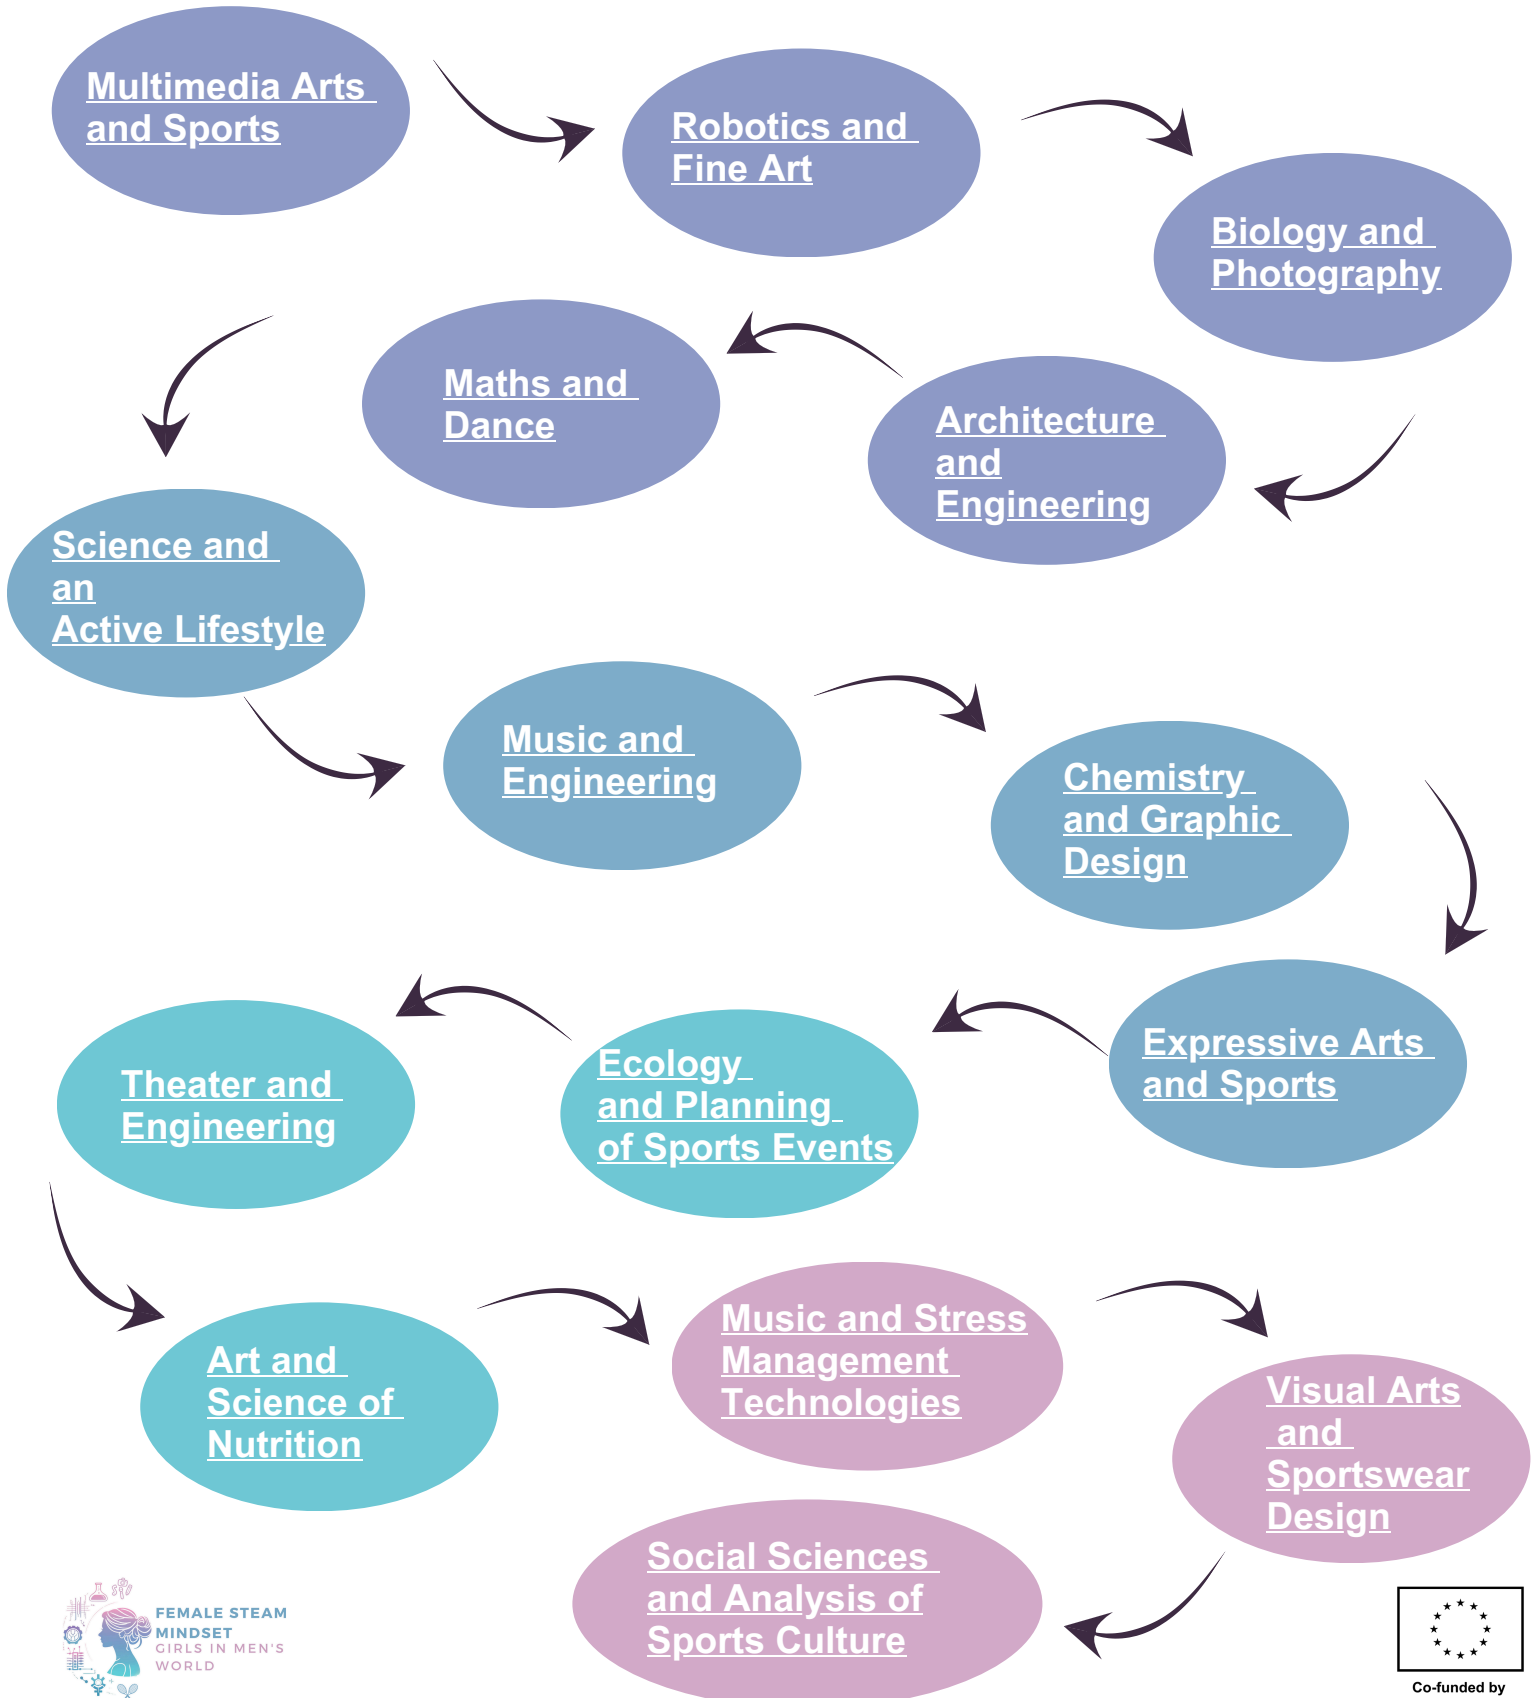 Multimedia Arts
and Sports
Robotics and
Fine Art
Biology and
Photography
Architecture
and
Engineering
Maths and
Dance
Science and
an
Active Lifestyle
Music and
Engineering
Chemistry
and Graphic
Design
Expressive Arts
and Sports
Ecology
and Planning
of Sports Events
Theater and
Engineering
Art and
Science of
Nutrition
Music and Stress
Management
Technologies
Visual Arts
and
Sportswear
Design
Social Sciences
and Analysis of
Sports Culture
FEMALE STEAM
MINDSET
GIRLS IN MEN'S
WORLD
Co-funded by